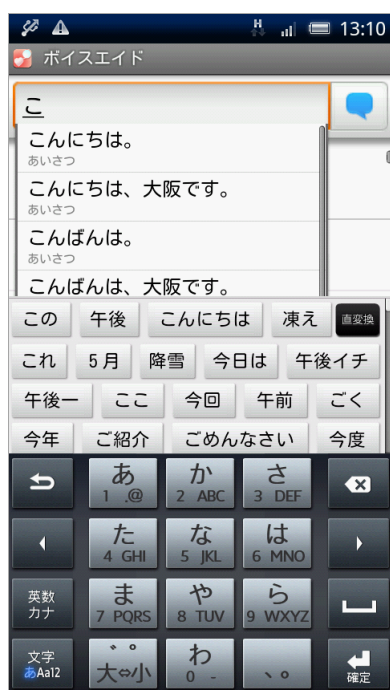 H 13:10
ボイスエイド
こ
こんにちは。
あいさつ
こんにちは、大阪です。
あいさつ
こんばんは。
あいさつ
こんばんは、大阪です。
この 午後 こんにちは 凍え 直変換
これ 5月 降雪 今日は 午後イチ
午後一 ここ 今回 午前 ごく
今年 ご紹介 ごめんなさい 今度
あ か さ
1 .@ 2 ABC 3 DEF
た な は
4 GHI 5 JKL 6 MNO
英数 ま や ら
カナ 7 PQRS 8 TUV 9 WXYZ
文字 ゛゜ わ
あAa12 大⇔小 0 - 、。 確定